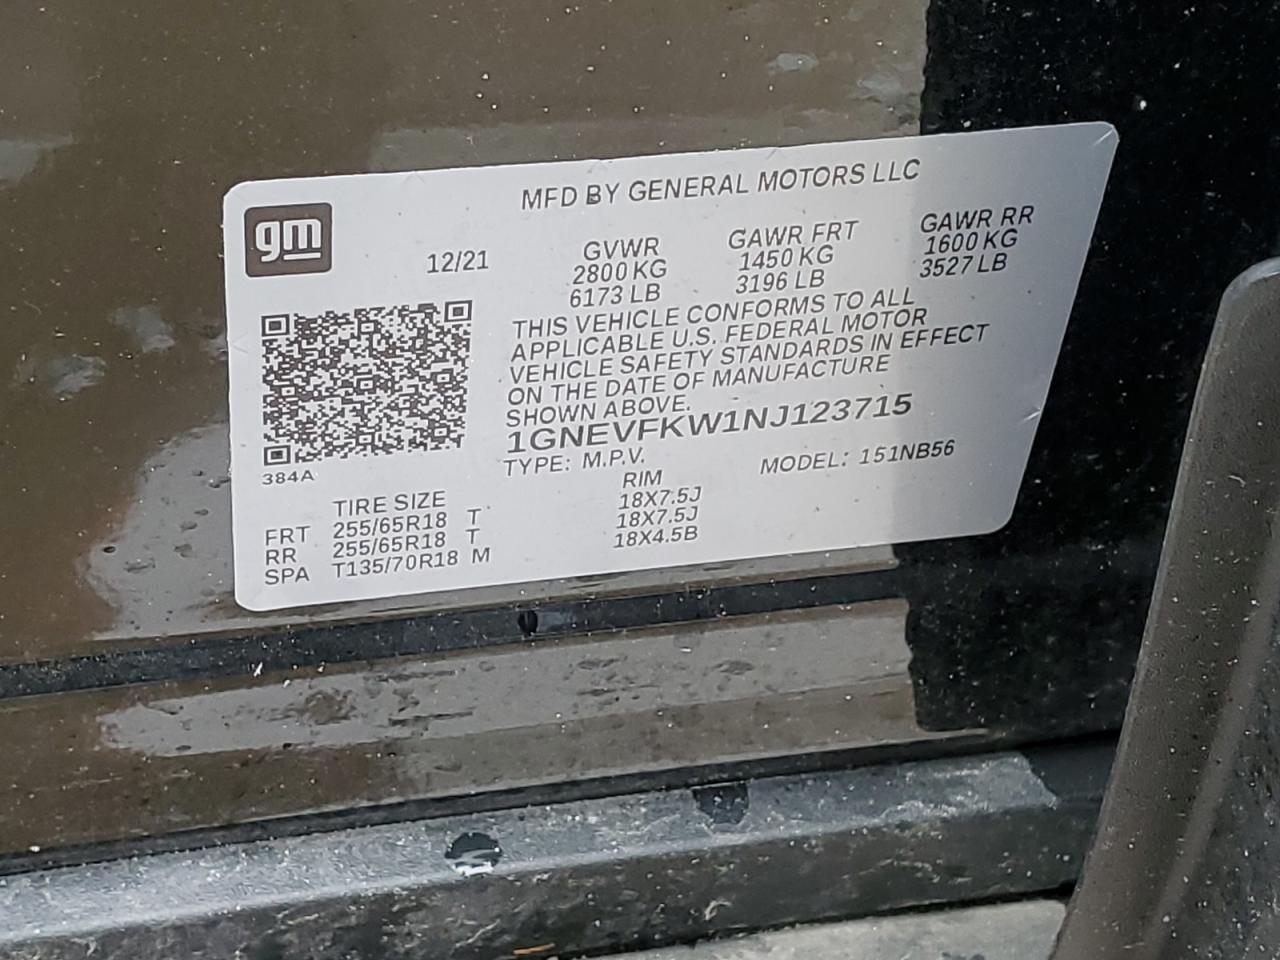 gm
MFD BY GENERAL MOTORS LLC
12/21
GVWR
2800 KG
6173 LB
GAWR FRT
1450 KG
3196 LB
GAWR RR
1600 KG
3527 LB
THIS VEHICLE CONFORMS TO ALL
APPLICABLE U.S. FEDERAL MOTOR
VEHICLE SAFETY STANDARDS IN EFFECT
ON THE DATE OF MANUFACTURE
SHOWN ABOVE.
1GNEVFKW1NJ123715
TYPE: M.P.V. MODEL: 151NB56
384A
TIRE SIZE RIM
FRT 255/65R18 T 18X7.5J
RR 255/65R18 T 18X7.5J
SPA T135/70R18 M 18X4.5B